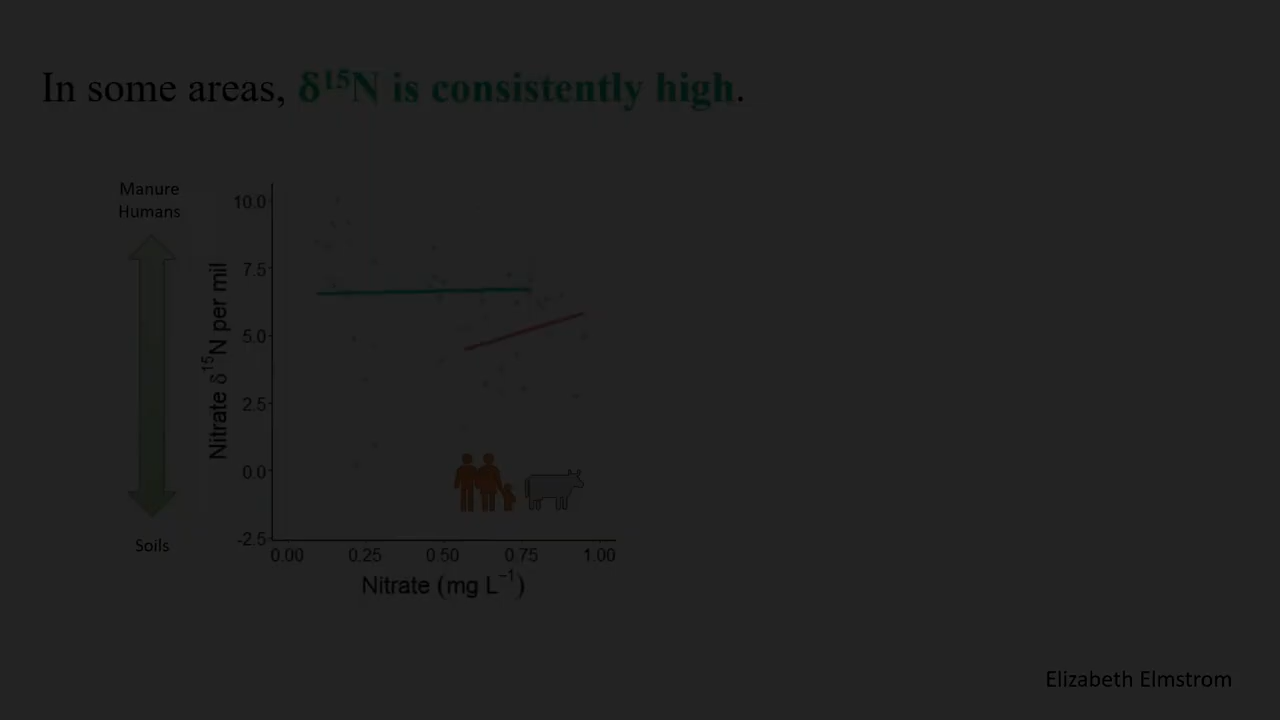 In some areas, δ¹⁵N is consistently high.
Manure
Humans
Soils
Nitrate δ¹⁵N per mil
10.0
7.5
5.0
2.5
0.0
-2.5
0.00 0.25 0.50 0.75 1.00
Nitrate (mg L⁻¹)
Elizabeth Elmstrom